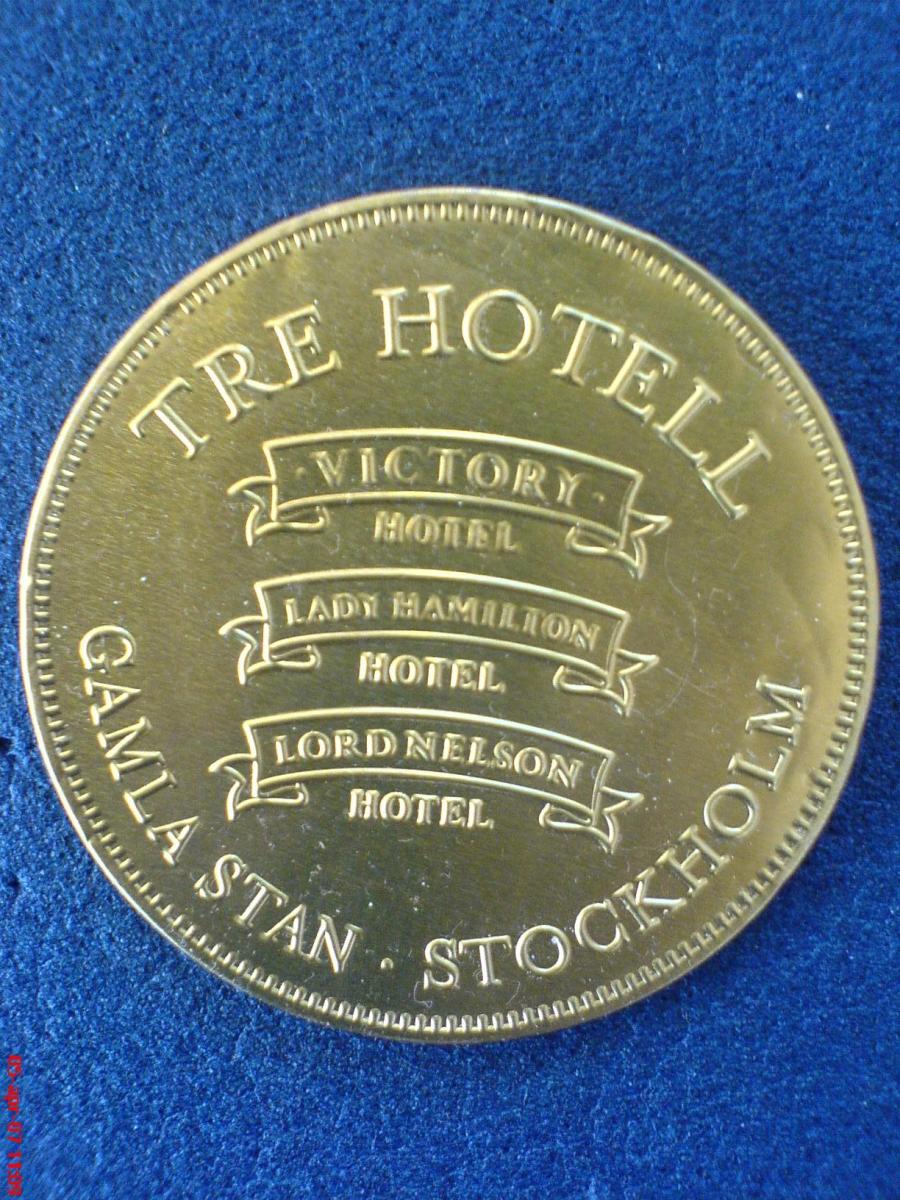 TRE HOTELL
· VICTORY ·
HOTEL
LADY HAMILTON
HOTEL
LORD NELSON
HOTEL
GAMLA STAN · STOCKHOLM